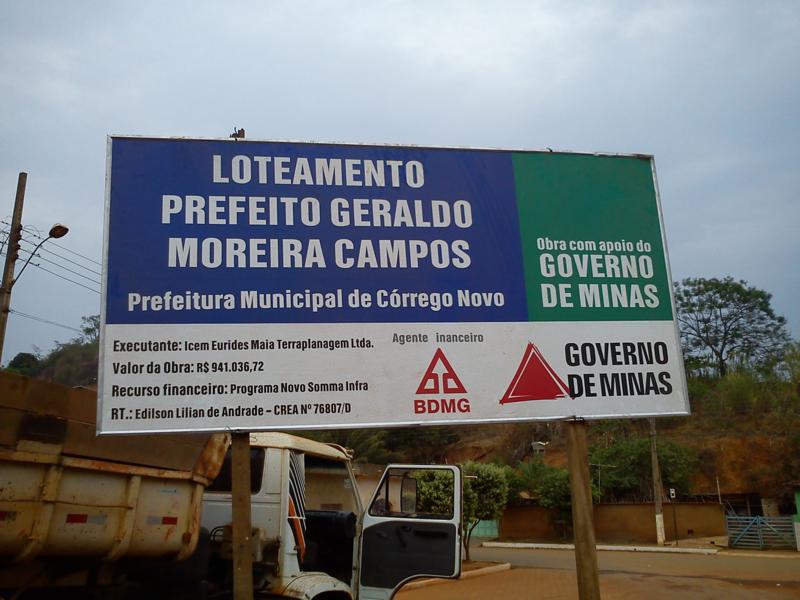 LOTEAMENTO
PREFEITO GERALDO
MOREIRA CAMPOS
Prefeitura Municipal de Córrego Novo
Obra com apoio do
GOVERNO
DE MINAS
Executante: Icem Eurides Maia Terraplanagem Ltda.
Valor da Obra: R$ 941.036,72
Recurso financeiro: Programa Novo Somma Infra
RT.: Edilson Lilian de Andrade – CREA Nº 76807/D
Agente inanceiro
BDMG
GOVERNO
DE MINAS